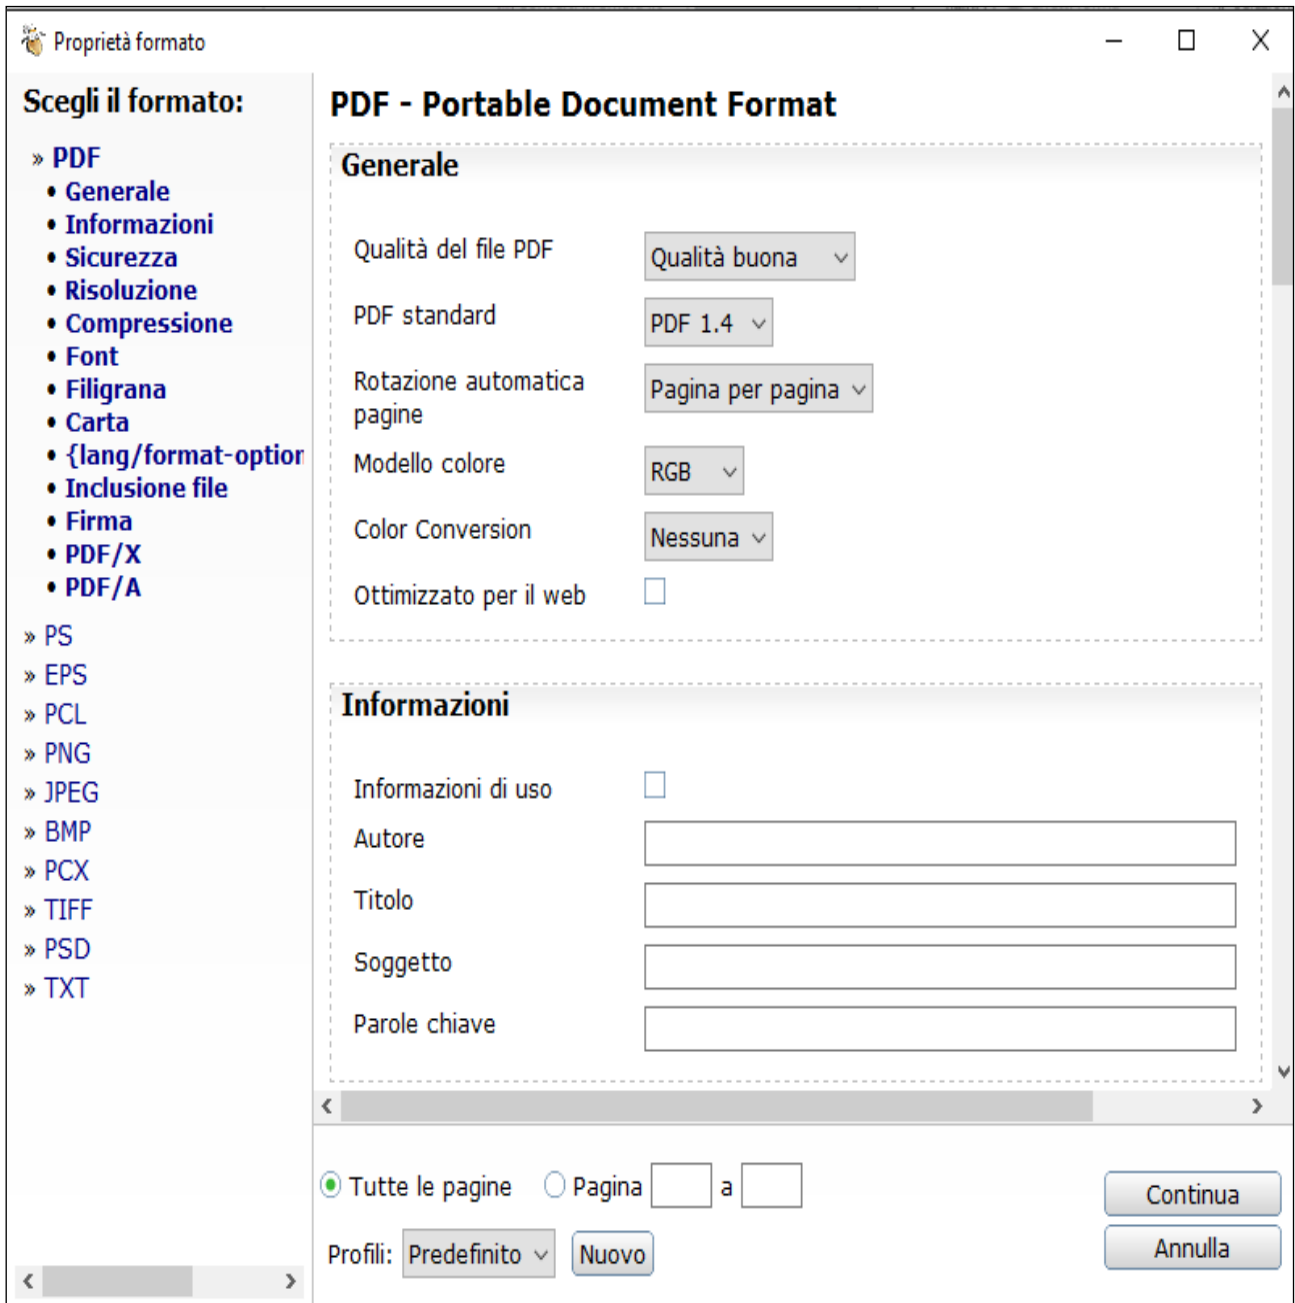 Proprietà formato
Scegli il formato:
» PDF
• Generale
• Informazioni
• Sicurezza
• Risoluzione
• Compressione
• Font
• Filigrana
• Carta
• {lang/format-option
• Inclusione file
• Firma
• PDF/X
• PDF/A
» PS
» EPS
» PCL
» PNG
» JPEG
» BMP
» PCX
» TIFF
» PSD
» TXT
PDF - Portable Document Format
Generale
Qualità del file PDF Qualità buona
PDF standard PDF 1.4
Rotazione automatica
pagine Pagina per pagina
Modello colore RGB
Color Conversion Nessuna
Ottimizzato per il web
Informazioni
Informazioni di uso
Autore
Titolo
Soggetto
Parole chiave
Tutte le pagine Pagina a
Continua
Profili: Predefinito Nuovo
Annulla